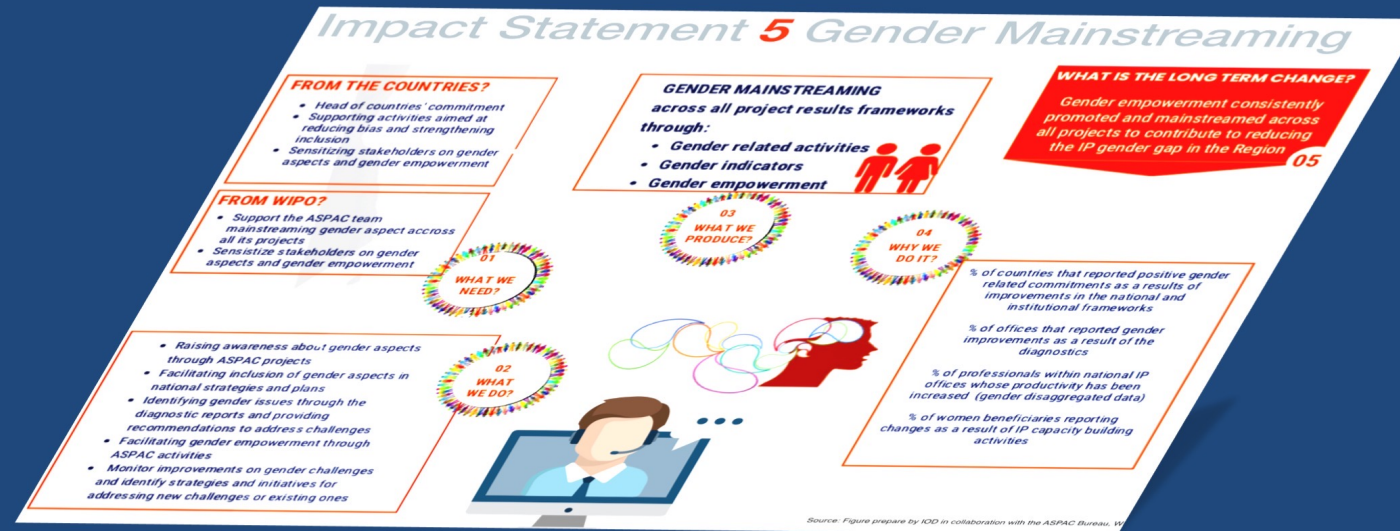 Impact Statement 5 Gender Mainstreaming
FROM THE COUNTRIES?
• Head of countries' commitment
• Supporting activities aimed at
reducing bias and strengthening
inclusion
• Sensitizing stakeholders on gender
aspects and gender empowerment
FROM WIPO?
• Support the ASPAC team
mainstreaming gender aspect accross
all its projects
• Sensistize stakeholders on gender
aspects and gender empowerment
01
WHAT WE
NEED?
• Raising awareness about gender aspects
through ASPAC projects
• Facilitating inclusion of gender aspects in
national strategies and plans
• Identifying gender issues through the
diagnostic reports and providing
recommendations to address challenges
• Facilitating gender empowerment through
ASPAC activities
• Monitor improvements on gender challenges
and identify strategies and initiatives for
addressing new challenges or existing ones
02
WHAT
WE DO?
GENDER MAINSTREAMING
across all project results frameworks
through:
• Gender related activities
• Gender indicators
• Gender empowerment
03
WHAT WE
PRODUCE?
04
WHY WE
DO IT?
% of countries that reported positive gender
related commitments as a results of
improvements in the national and
institutional frameworks
% of offices that reported gender
improvements as a result of the
diagnostics
% of professionals within national IP
offices whose productivity has been
increased (gender disaggregated data)
% of women beneficiaries reporting
changes as a result of IP capacity building
activities
WHAT IS THE LONG TERM CHANGE?
Gender empowerment consistently
promoted and mainstreamed across
all projects to contribute to reducing
the IP gender gap in the Region
05
Source: Figure prepare by IOD in collaboration with the ASPAC Bureau,